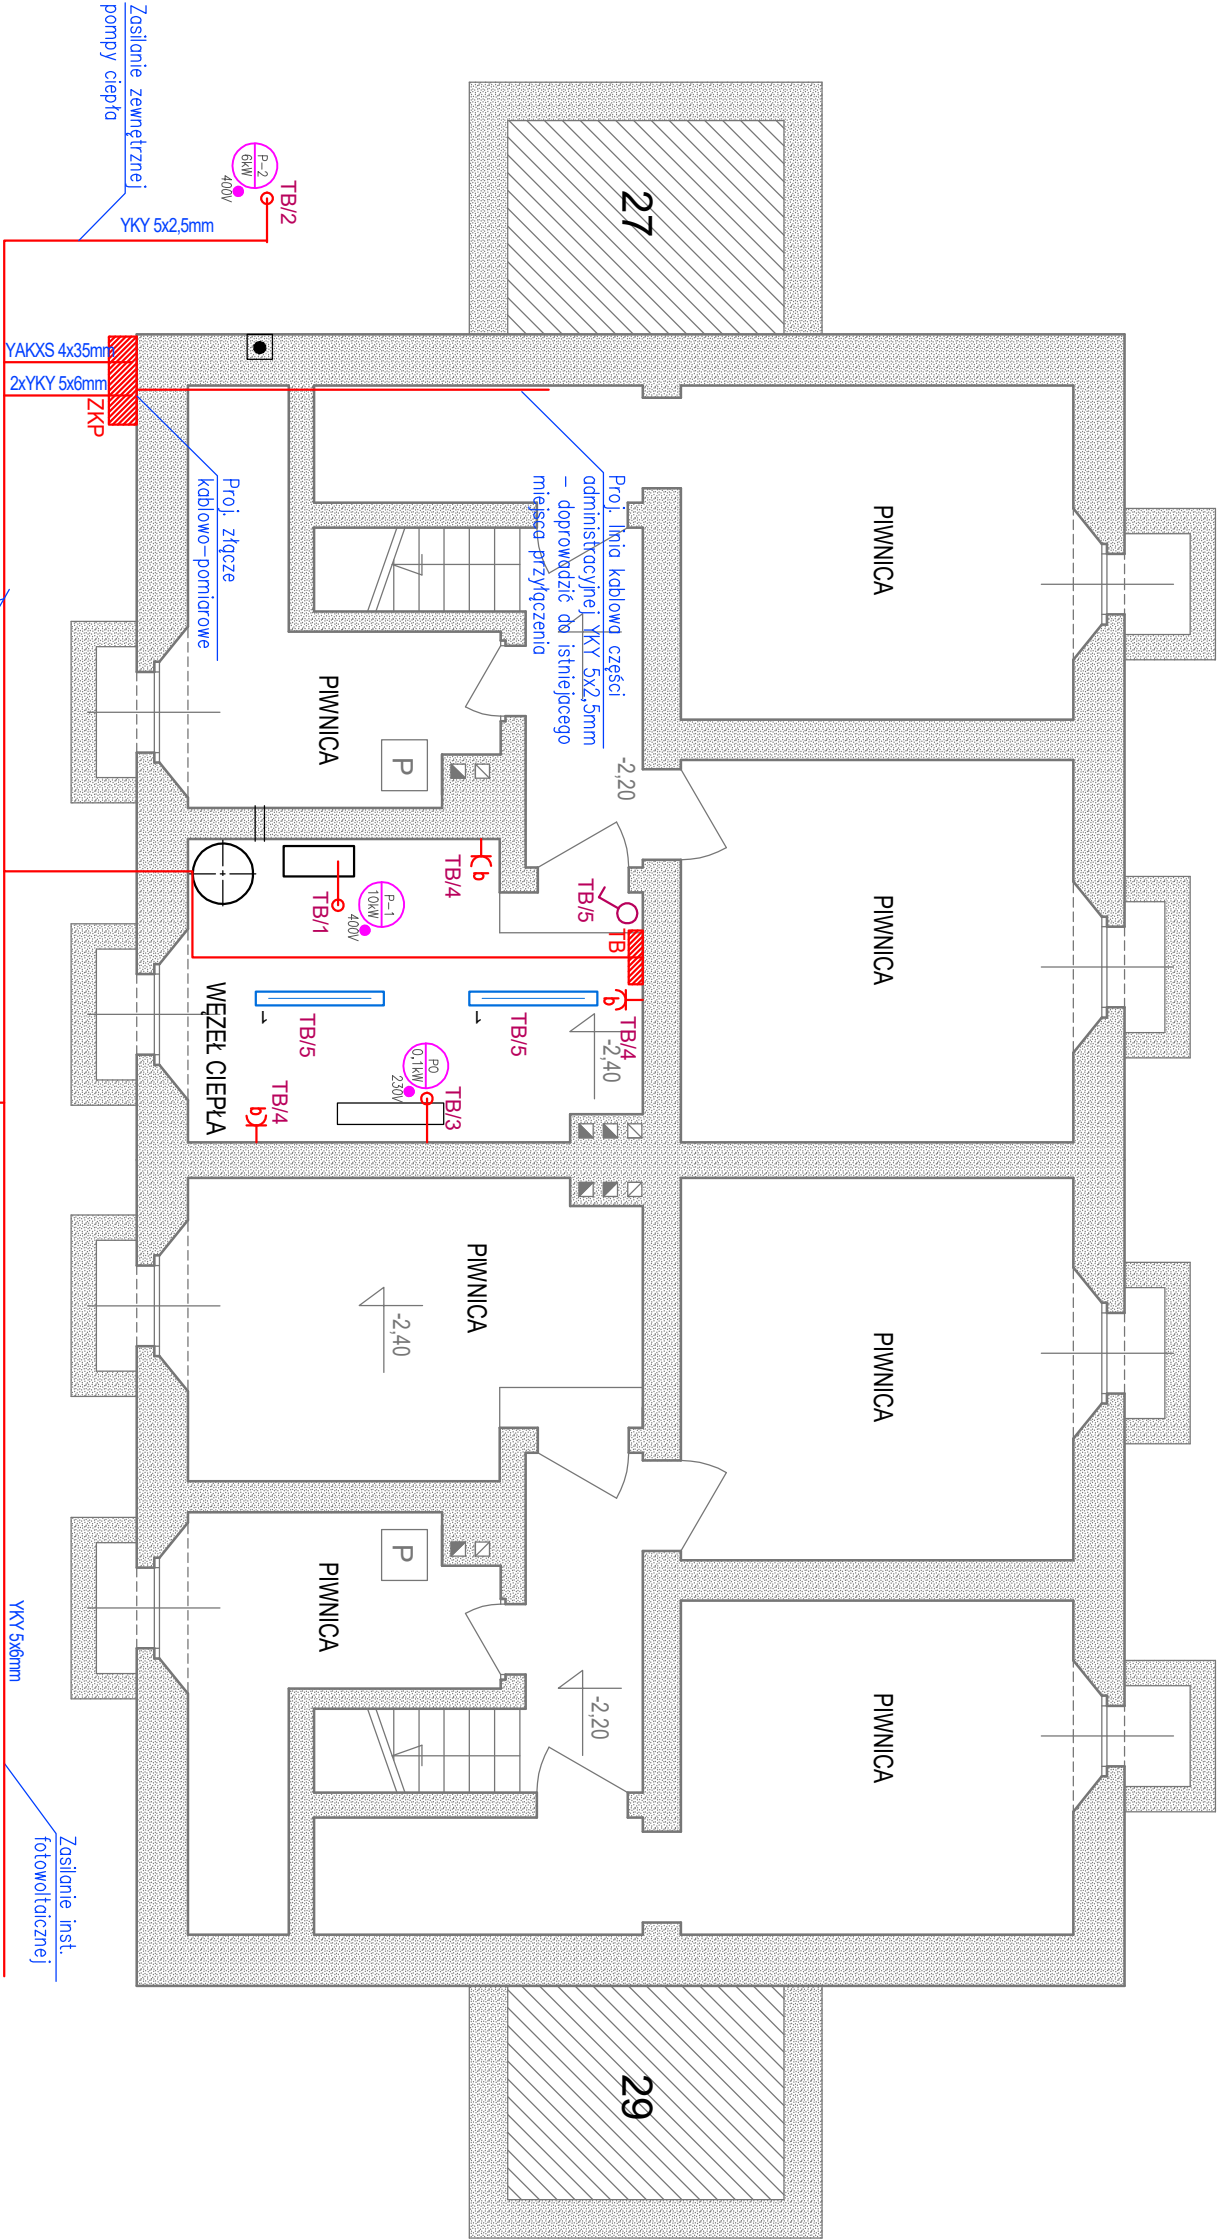 Zasilanie zewnętrznej
pompy ciepła
P-2
6kW
400V
TB/2
YKY 5x2,5mm
27
YAKXS 4x35mm
2xYKY 5x6mm
ZKP
Proj. złącze
kablowo-pomiarowe
Proj. linia kablowa części
administracyjnej YKY 5x2,5mm
- doprowadzić do istniejacego
miejsca przyłączenia
PIWNICA
PIWNICA
P
-2,20
TB/4
b
TB/5
TB
TB/1
P-1
10kW
400V
PIWNICA
b
TB/4
-2,40
1
TB/5
1
TB/5
WĘZEŁ CIEPŁA
PO
0,1kW
230V
TB/3
TB/4
b
PIWNICA
-2,40
PIWNICA
PIWNICA
P
-2,20
PIWNICA
YKY 5x6mm
Zasilanie inst.
fotowoltaicznej
29